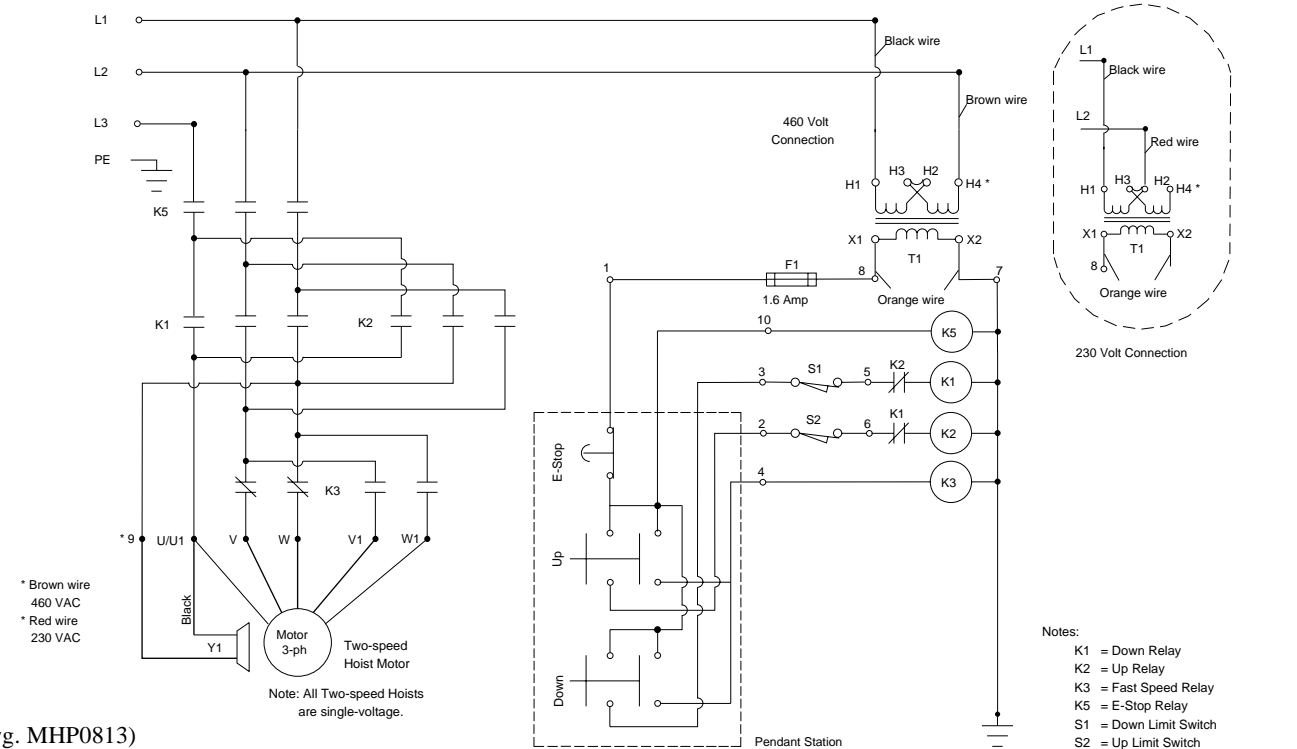 L1
Black wire
L1
Black wire
L2
Brown wire
L2
460 Volt
Connection
L3
Red wire
PE
H1 H3 H2 H4 *
H1 H3 H2 H4 *
K5
X1 X2
T1
X1 X2
T1
1 F1 8 7
8
1.6 Amp
Orange wire
Orange wire
K1 K2
10 K5
230 Volt Connection
3 S1 5 K2 K1
2 S2 6 K1 K2
E-Stop
K3
4 K3
* 9 U/U1 V W V1 W1
Up
* Brown wire
460 VAC
* Red wire
230 VAC
Black
Y1
Motor
3-ph
Two-speed
Hoist Motor
Down
Note: All Two-speed Hoists
are single-voltage.
Notes:
K1 = Down Relay
K2 = Up Relay
K3 = Fast Speed Relay
K5 = E-Stop Relay
S1 = Down Limit Switch
S2 = Up Limit Switch
Pendant Station
g. MHP0813)